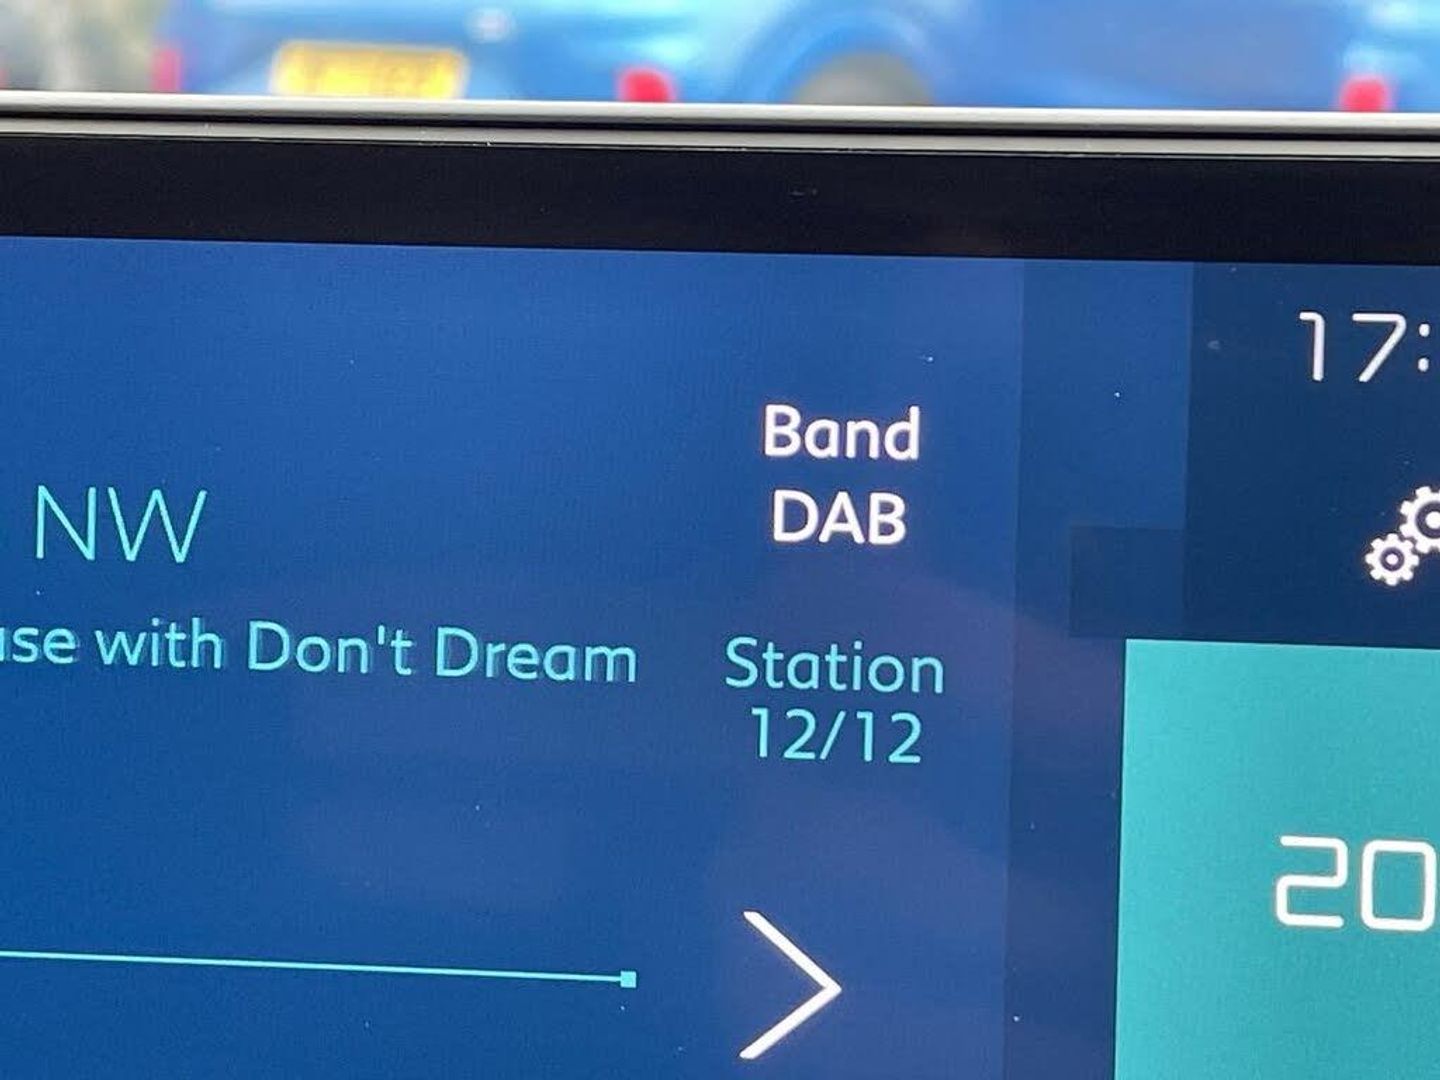 17:
Band
DAB
NW
use with Don't Dream
Station
12/12
20